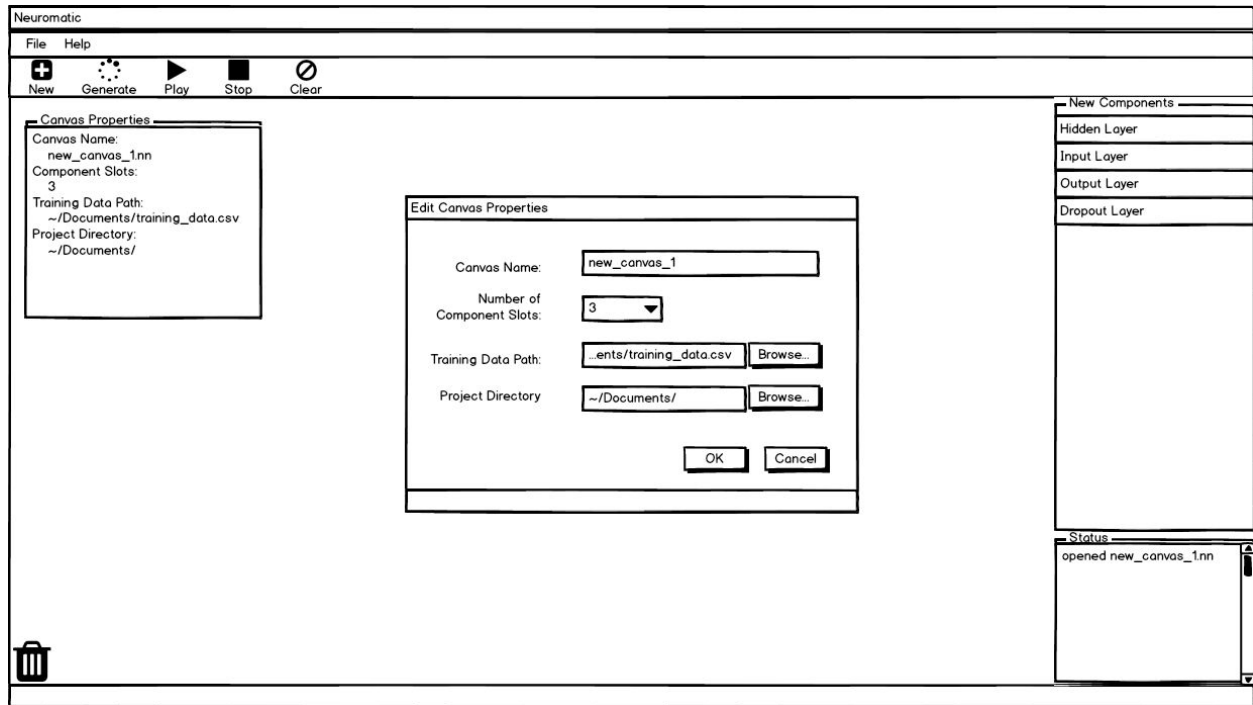 Neuromatic
File Help
New Generate Play Stop Clear
Canvas Properties
Canvas Name:
new_canvas_1.nn
Component Slots:
3
Training Data Path:
~/Documents/training_data.csv
Project Directory:
~/Documents/
Edit Canvas Properties
Canvas Name: new_canvas_1
Number of
Component Slots: 3
Training Data Path: ...ents/training_data.csv Browse...
Project Directory ~/Documents/ Browse...
OK Cancel
New Components
Hidden Layer
Input Layer
Output Layer
Dropout Layer
Status
opened new_canvas_1.nn